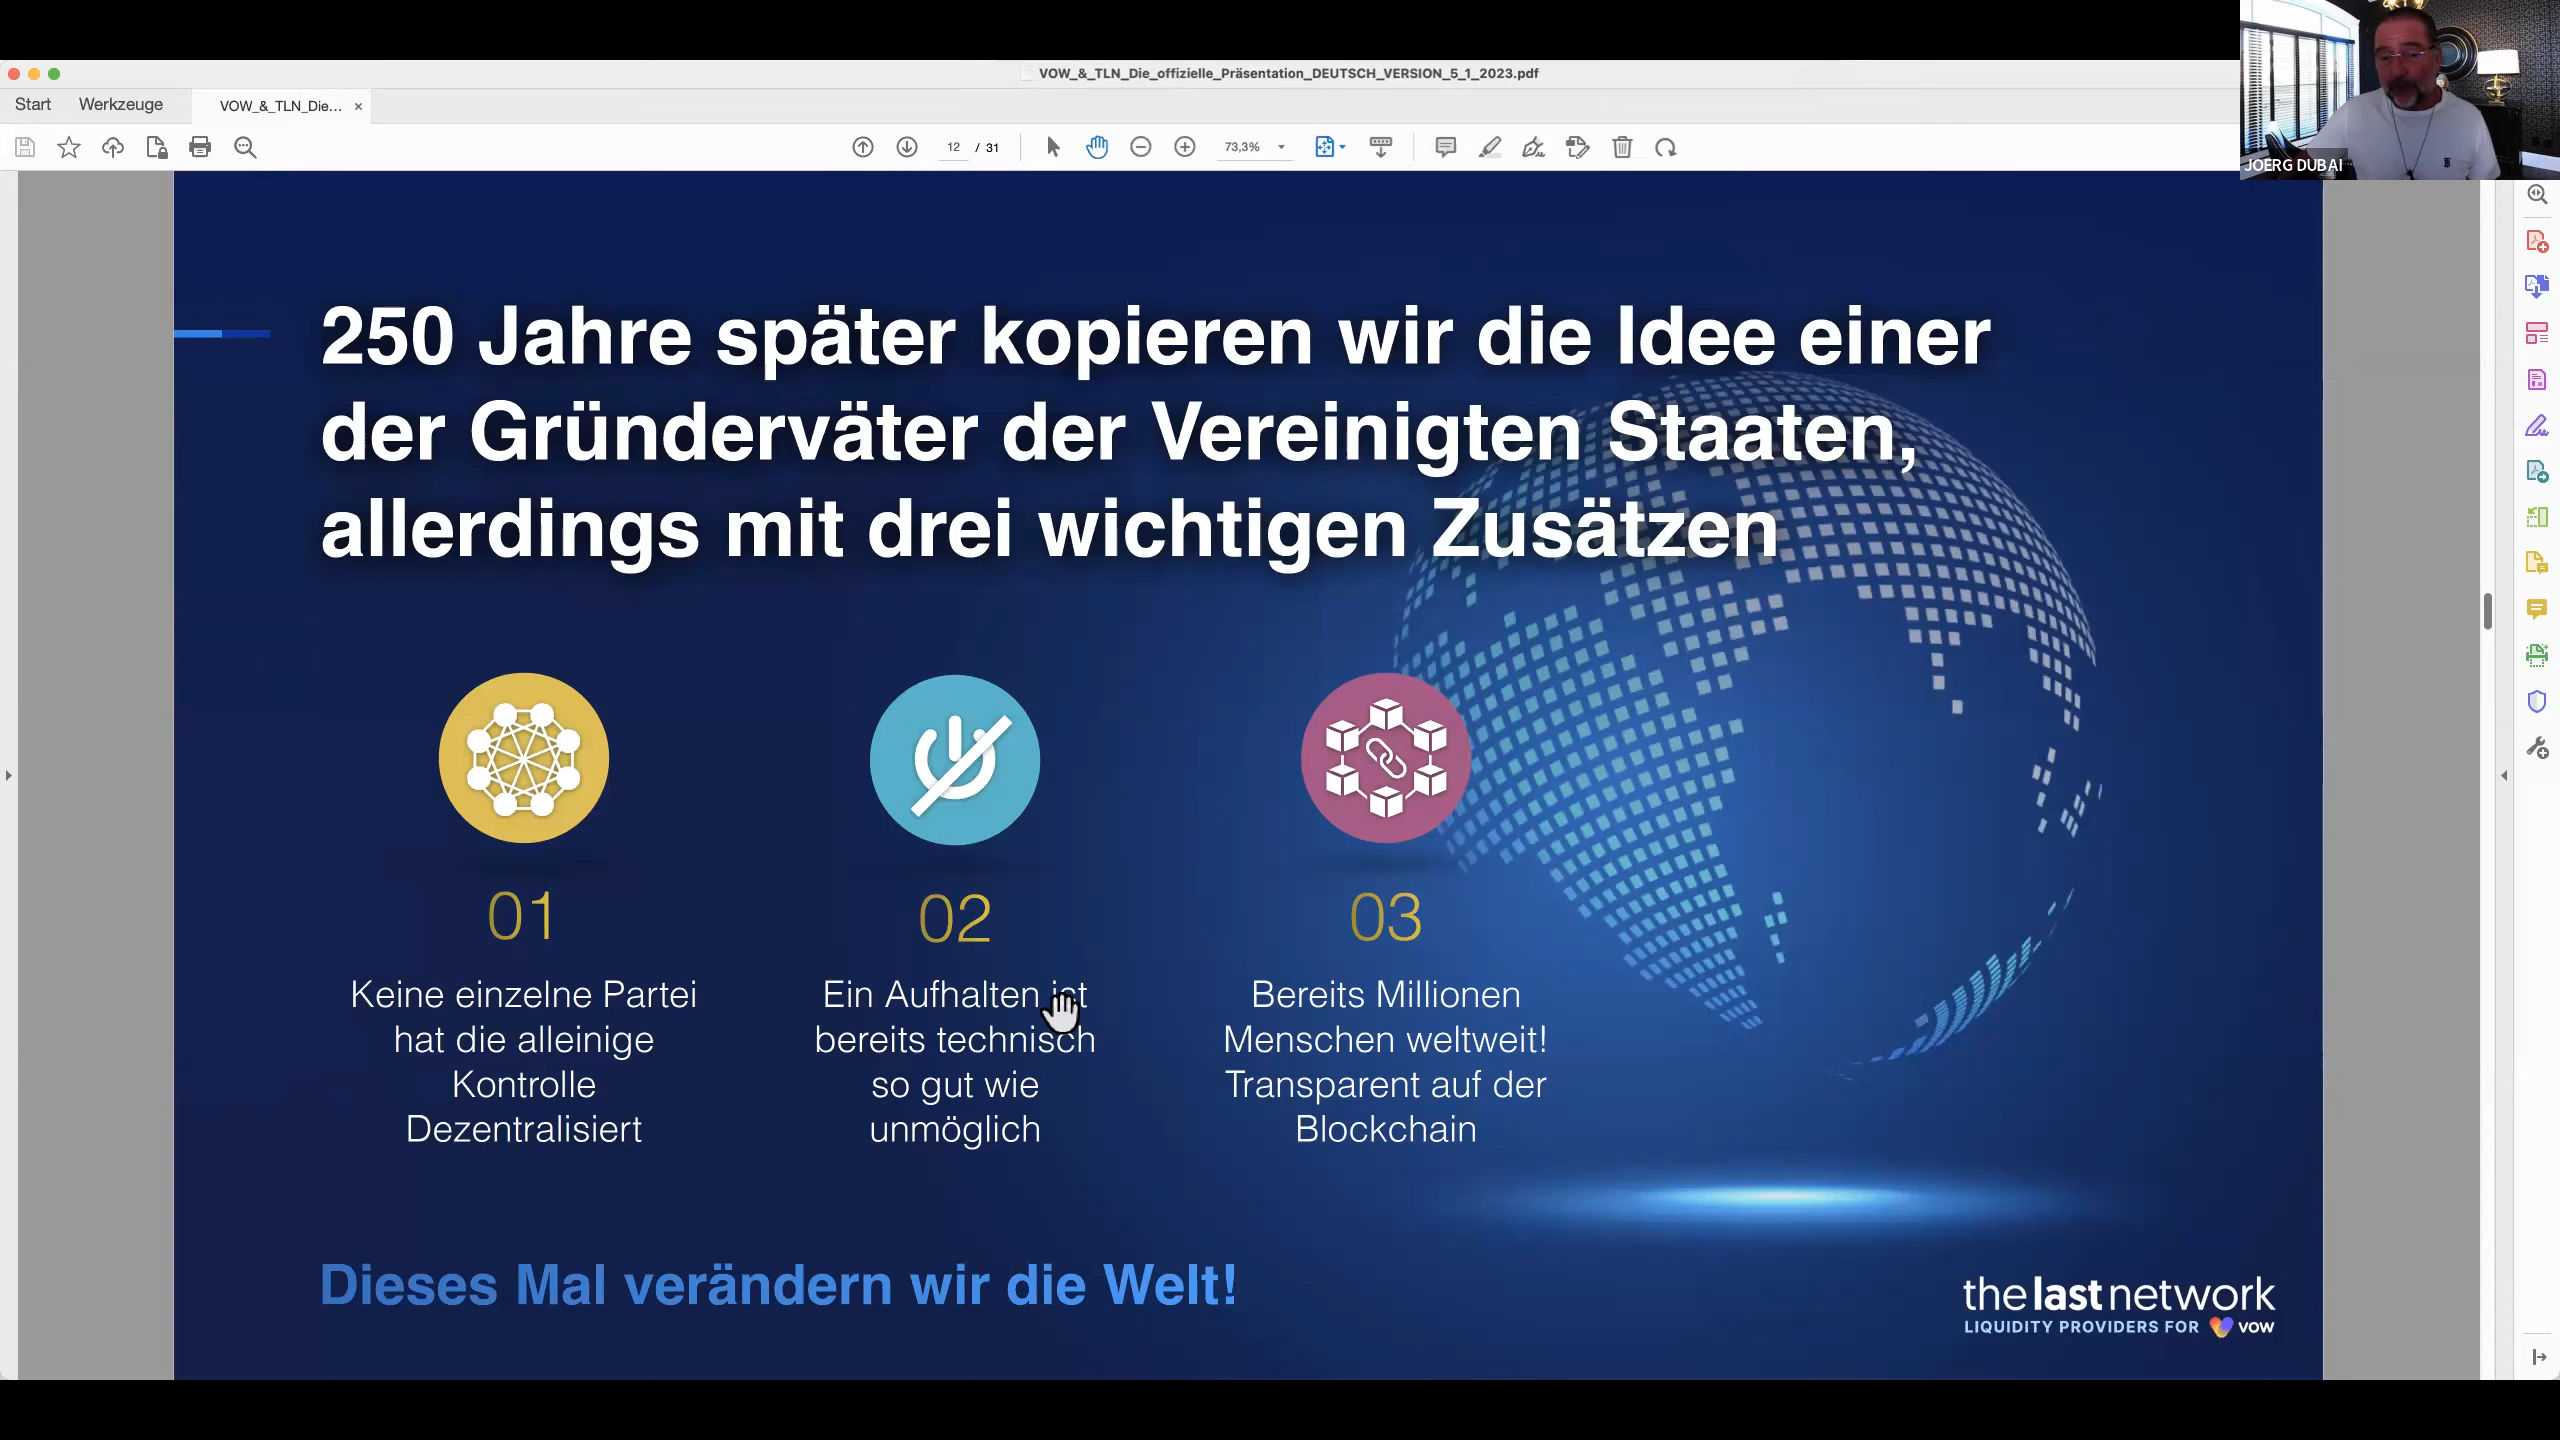 VOW_&_TLN_Die_offizielle_Präsentation_DEUTSCH_VERSION_5_1_2023.pdf
JOERG DUBAI
Start Werkzeuge VOW_&_TLN_Die... ×
12 / 31 73,3%
250 Jahre später kopieren wir die Idee einer
der Gründerväter der Vereinigten Staaten,
allerdings mit drei wichtigen Zusätzen
01
Keine einzelne Partei
hat die alleinige
Kontrolle
Dezentralisiert
02
Ein Aufhalten ist
bereits technisch
so gut wie
unmöglich
03
Bereits Millionen
Menschen weltweit!
Transparent auf der
Blockchain
Dieses Mal verändern wir die Welt!
the last network
LIQUIDITY PROVIDERS FOR VOW